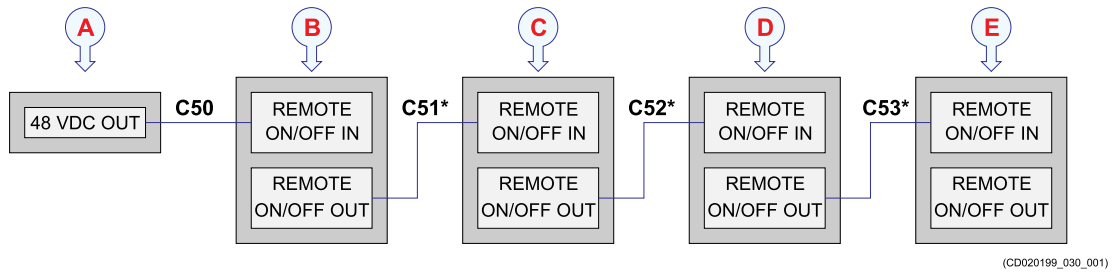 A
B
C
D
E
48 VDC OUT
C50
REMOTE
ON/OFF IN
REMOTE
ON/OFF OUT
C51*
REMOTE
ON/OFF IN
REMOTE
ON/OFF OUT
C52*
REMOTE
ON/OFF IN
REMOTE
ON/OFF OUT
C53*
REMOTE
ON/OFF IN
REMOTE
ON/OFF OUT
(CD020199_030_001)